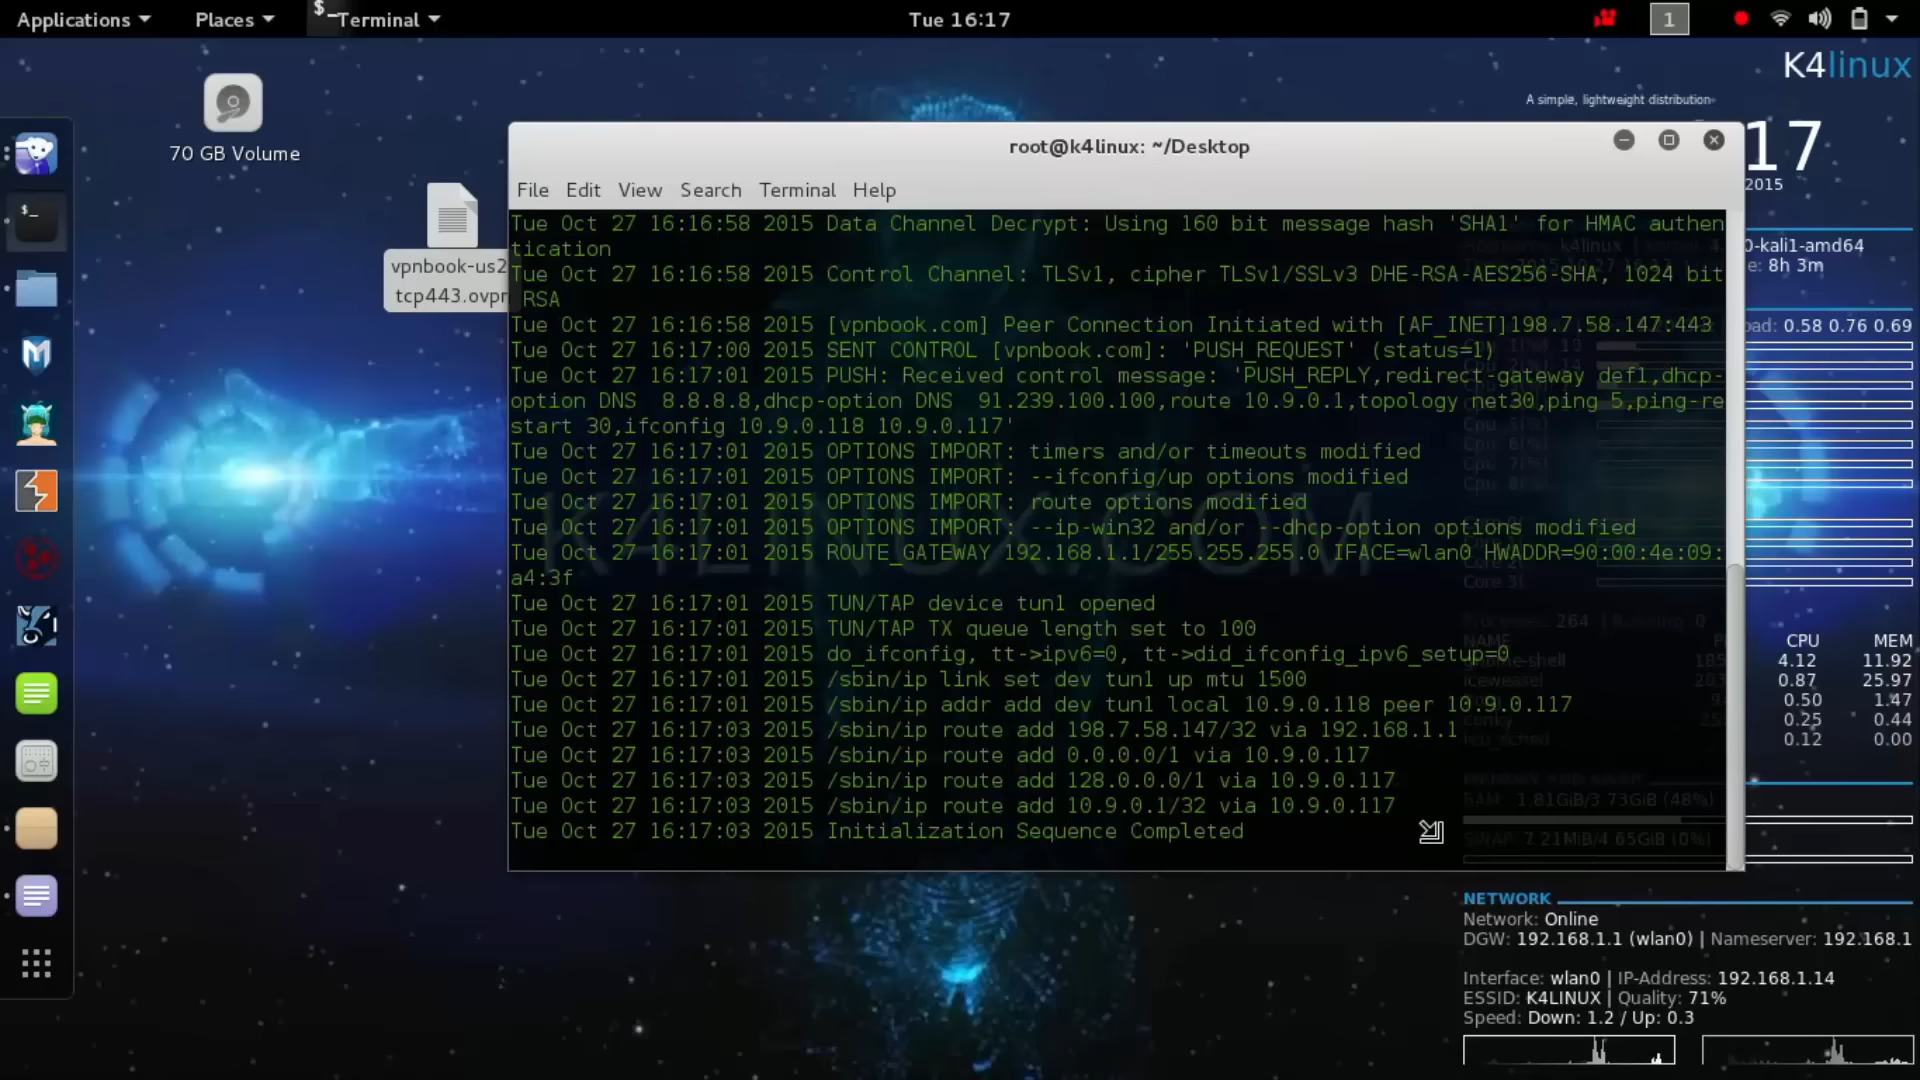 Applications Places $_Terminal Tue 16:17 1
K4linux
A simple, lightweight distribution
70 GB Volume
17
2015
root@k4linux: ~/Desktop
File Edit View Search Terminal Help
vpnbook-us2
tcp443.ovpn
Tue Oct 27 16:16:58 2015 Data Channel Decrypt: Using 160 bit message hash 'SHA1' for HMAC authen
tication
Tue Oct 27 16:16:58 2015 Control Channel: TLSv1, cipher TLSv1/SSLv3 DHE-RSA-AES256-SHA, 1024 bit
RSA
Tue Oct 27 16:16:58 2015 [vpnbook.com] Peer Connection Initiated with [AF_INET]198.7.58.147:443
Tue Oct 27 16:17:00 2015 SENT CONTROL [vpnbook.com]: 'PUSH_REQUEST' (status=1)
Tue Oct 27 16:17:01 2015 PUSH: Received control message: 'PUSH_REPLY,redirect-gateway def1,dhcp-
option DNS  8.8.8.8,dhcp-option DNS  91.239.100.100,route 10.9.0.1,topology net30,ping 5,ping-re
start 30,ifconfig 10.9.0.118 10.9.0.117'
Tue Oct 27 16:17:01 2015 OPTIONS IMPORT: timers and/or timeouts modified
Tue Oct 27 16:17:01 2015 OPTIONS IMPORT: --ifconfig/up options modified
Tue Oct 27 16:17:01 2015 OPTIONS IMPORT: route options modified
Tue Oct 27 16:17:01 2015 OPTIONS IMPORT: --ip-win32 and/or --dhcp-option options modified
Tue Oct 27 16:17:01 2015 ROUTE_GATEWAY 192.168.1.1/255.255.255.0 IFACE=wlan0 HWADDR=90:00:4e:09:
a4:3f
Tue Oct 27 16:17:01 2015 TUN/TAP device tun1 opened
Tue Oct 27 16:17:01 2015 TUN/TAP TX queue length set to 100
Tue Oct 27 16:17:01 2015 do_ifconfig, tt->ipv6=0, tt->did_ifconfig_ipv6_setup=0
Tue Oct 27 16:17:01 2015 /sbin/ip link set dev tun1 up mtu 1500
Tue Oct 27 16:17:01 2015 /sbin/ip addr add dev tun1 local 10.9.0.118 peer 10.9.0.117
Tue Oct 27 16:17:03 2015 /sbin/ip route add 198.7.58.147/32 via 192.168.1.1
Tue Oct 27 16:17:03 2015 /sbin/ip route add 0.0.0.0/1 via 10.9.0.117
Tue Oct 27 16:17:03 2015 /sbin/ip route add 128.0.0.0/1 via 10.9.0.117
Tue Oct 27 16:17:03 2015 /sbin/ip route add 10.9.0.1/32 via 10.9.0.117
Tue Oct 27 16:17:03 2015 Initialization Sequence Completed
K4LINUX.COM
0-kali1-amd64
e: 8h 3m
oad: 0.58 0.76 0.69
264
NAME CPU MEM
gnome-shell 4.12 11.92
iceweasel 0.87 25.97
0.50 1.47
0.25 0.44
0.12 0.00
RAM: 1.81GiB/3.73GiB (48%)
SWAP: 7.21MiB/4.65GiB (0%)
NETWORK
Network: Online
DGW: 192.168.1.1 (wlan0) | Nameserver: 192.168.1
Interface: wlan0 | IP-Address: 192.168.1.14
ESSID: K4LINUX | Quality: 71%
Speed: Down: 1.2 / Up: 0.3